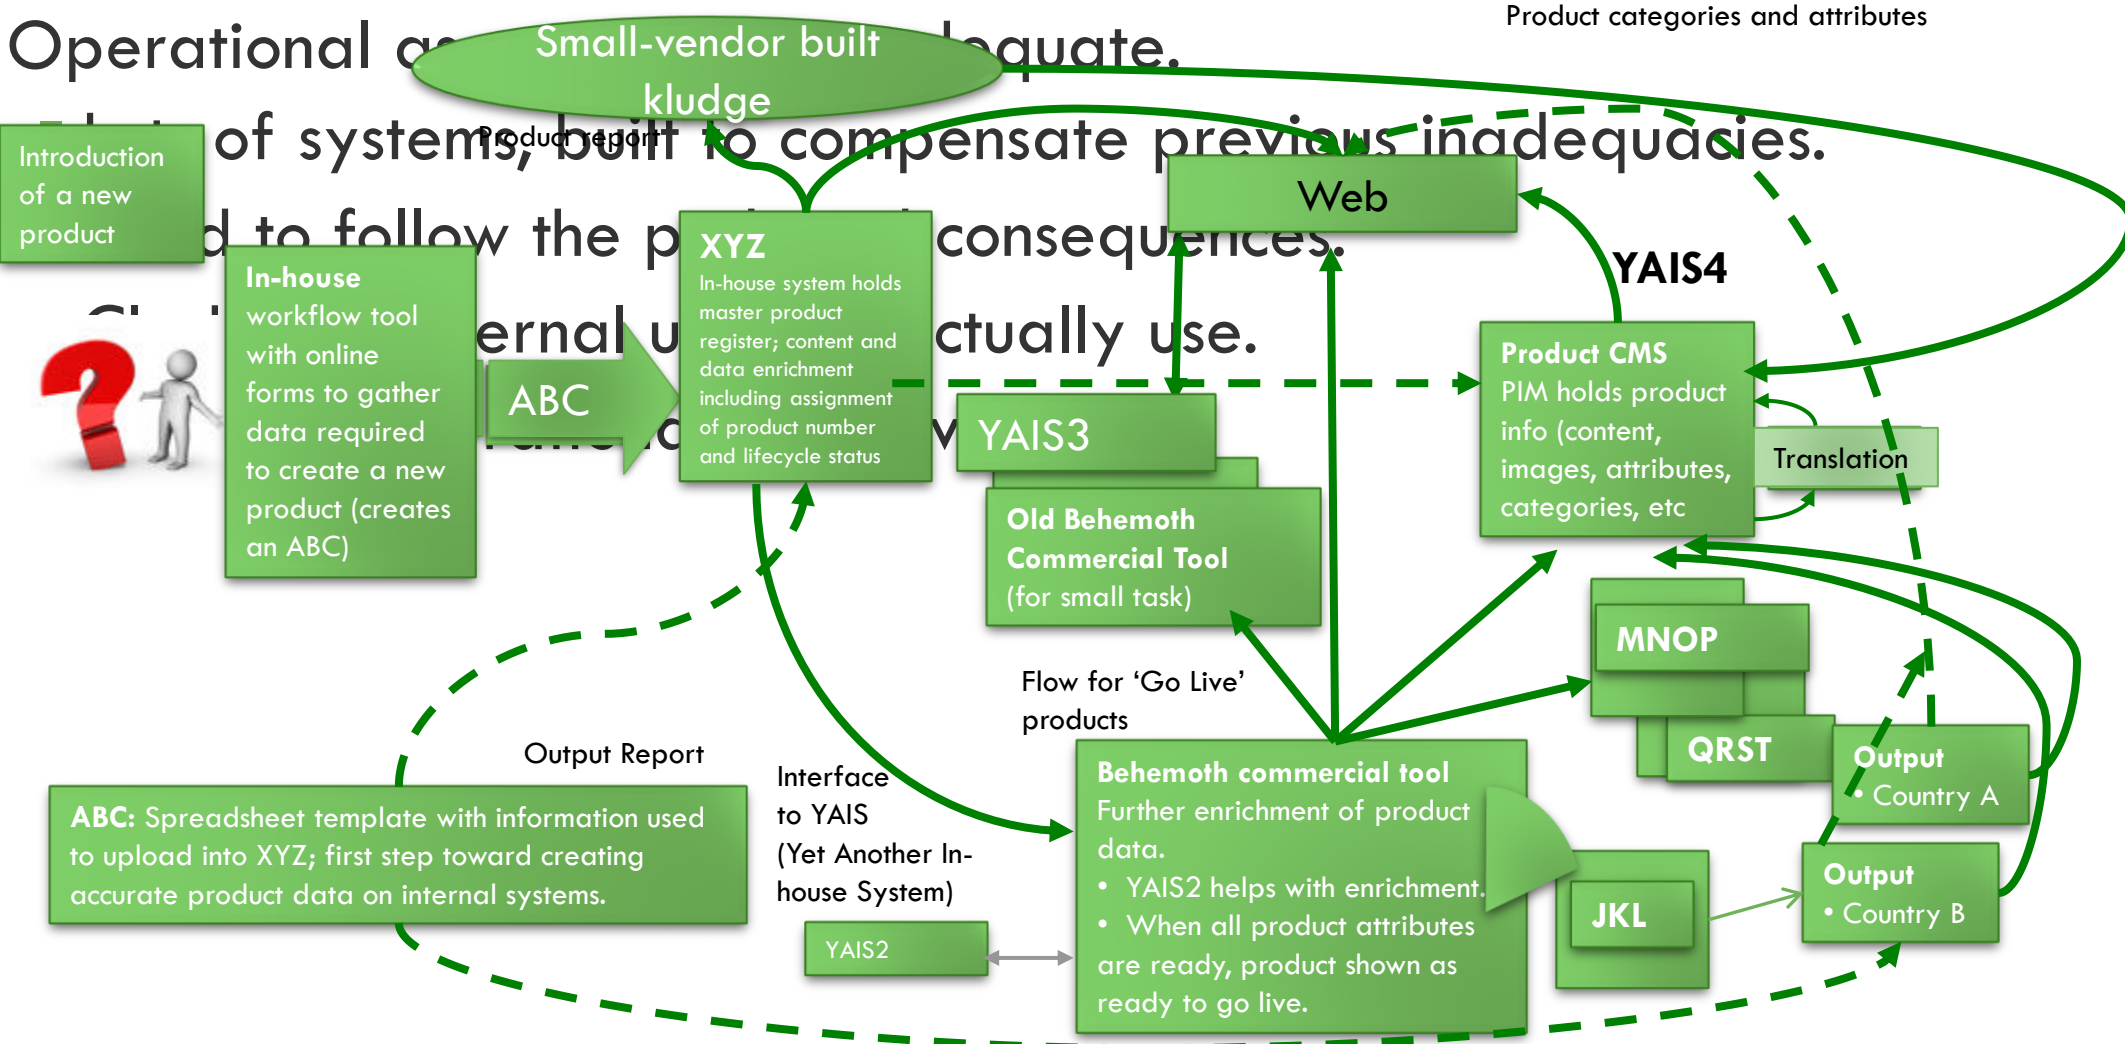 Product categories and attributes
Operational
equate.
Small-vendor built
kludge
of systems, built to compensate previous inadequacies.
Product report
Introduction
of a new
product
to follow the
consequences.
Web
YAIS4
In-house
workflow tool
with online
forms to gather
data required
to create a new
product (creates
an ABC)
ABC
XYZ
In-house system holds
master product
register; content and
data enrichment
including assignment
of product number
and lifecycle status
ernal
ctually use.
YAIS3
Old Behemoth
Commercial Tool
(for small task)
Product CMS
PIM holds product
info (content,
images, attributes,
categories, etc
Translation
MNOP
QRST
Output
• Country A
Output
• Country B
JKL
Flow for ‘Go Live’
products
Output Report
ABC: Spreadsheet template with information used
to upload into XYZ; first step toward creating
accurate product data on internal systems.
Interface
to YAIS
(Yet Another In-
house System)
YAIS2
Behemoth commercial tool
Further enrichment of product
data.
• YAIS2 helps with enrichment.
• When all product attributes
are ready, product shown as
ready to go live.